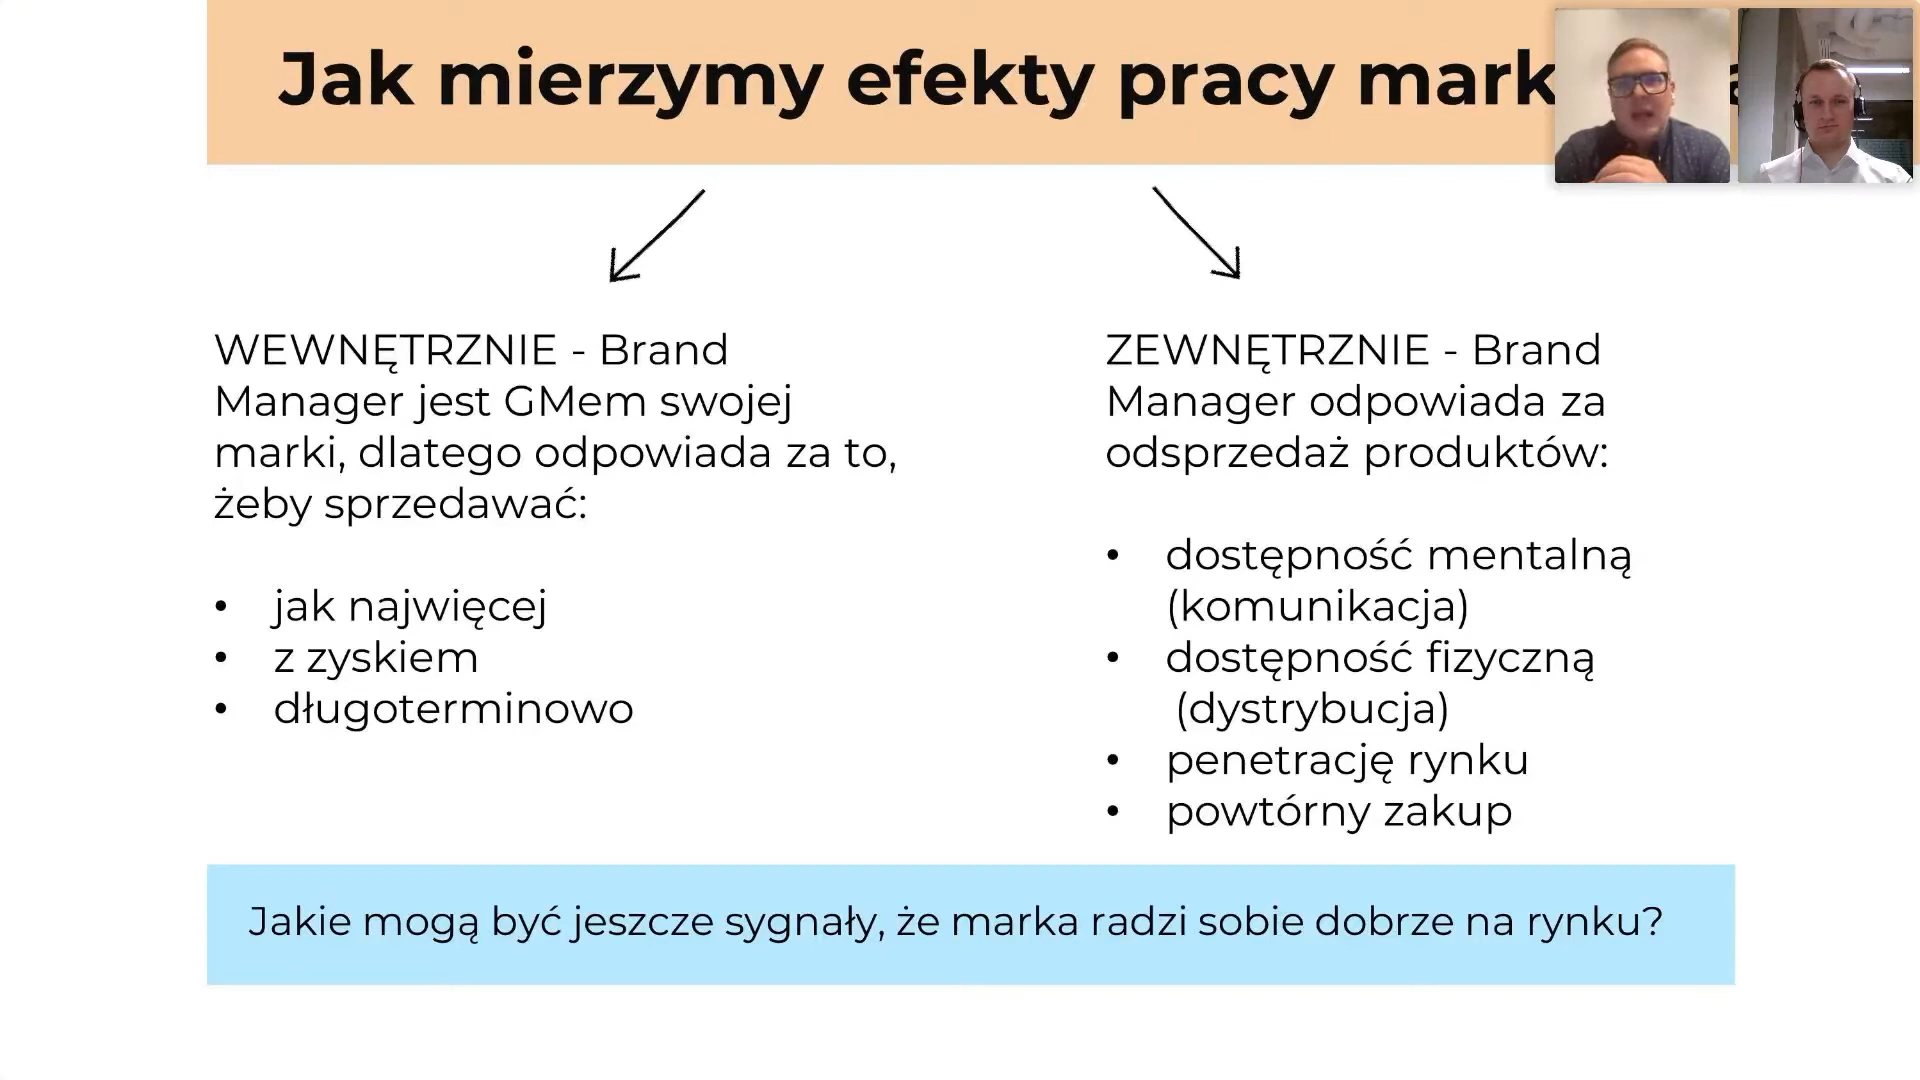 Jak mierzymy efekty pracy mark
WEWNĘTRZNIE - Brand
Manager jest GMem swojej
marki, dlatego odpowiada za to,
żeby sprzedawać:
• jak najwięcej
• z zyskiem
• długoterminowo
ZEWNĘTRZNIE - Brand
Manager odpowiada za
odsprzedaż produktów:
• dostępność mentalną
(komunikacja)
• dostępność fizyczną
(dystrybucja)
• penetrację rynku
• powtórny zakup
Jakie mogą być jeszcze sygnały, że marka radzi sobie dobrze na rynku?